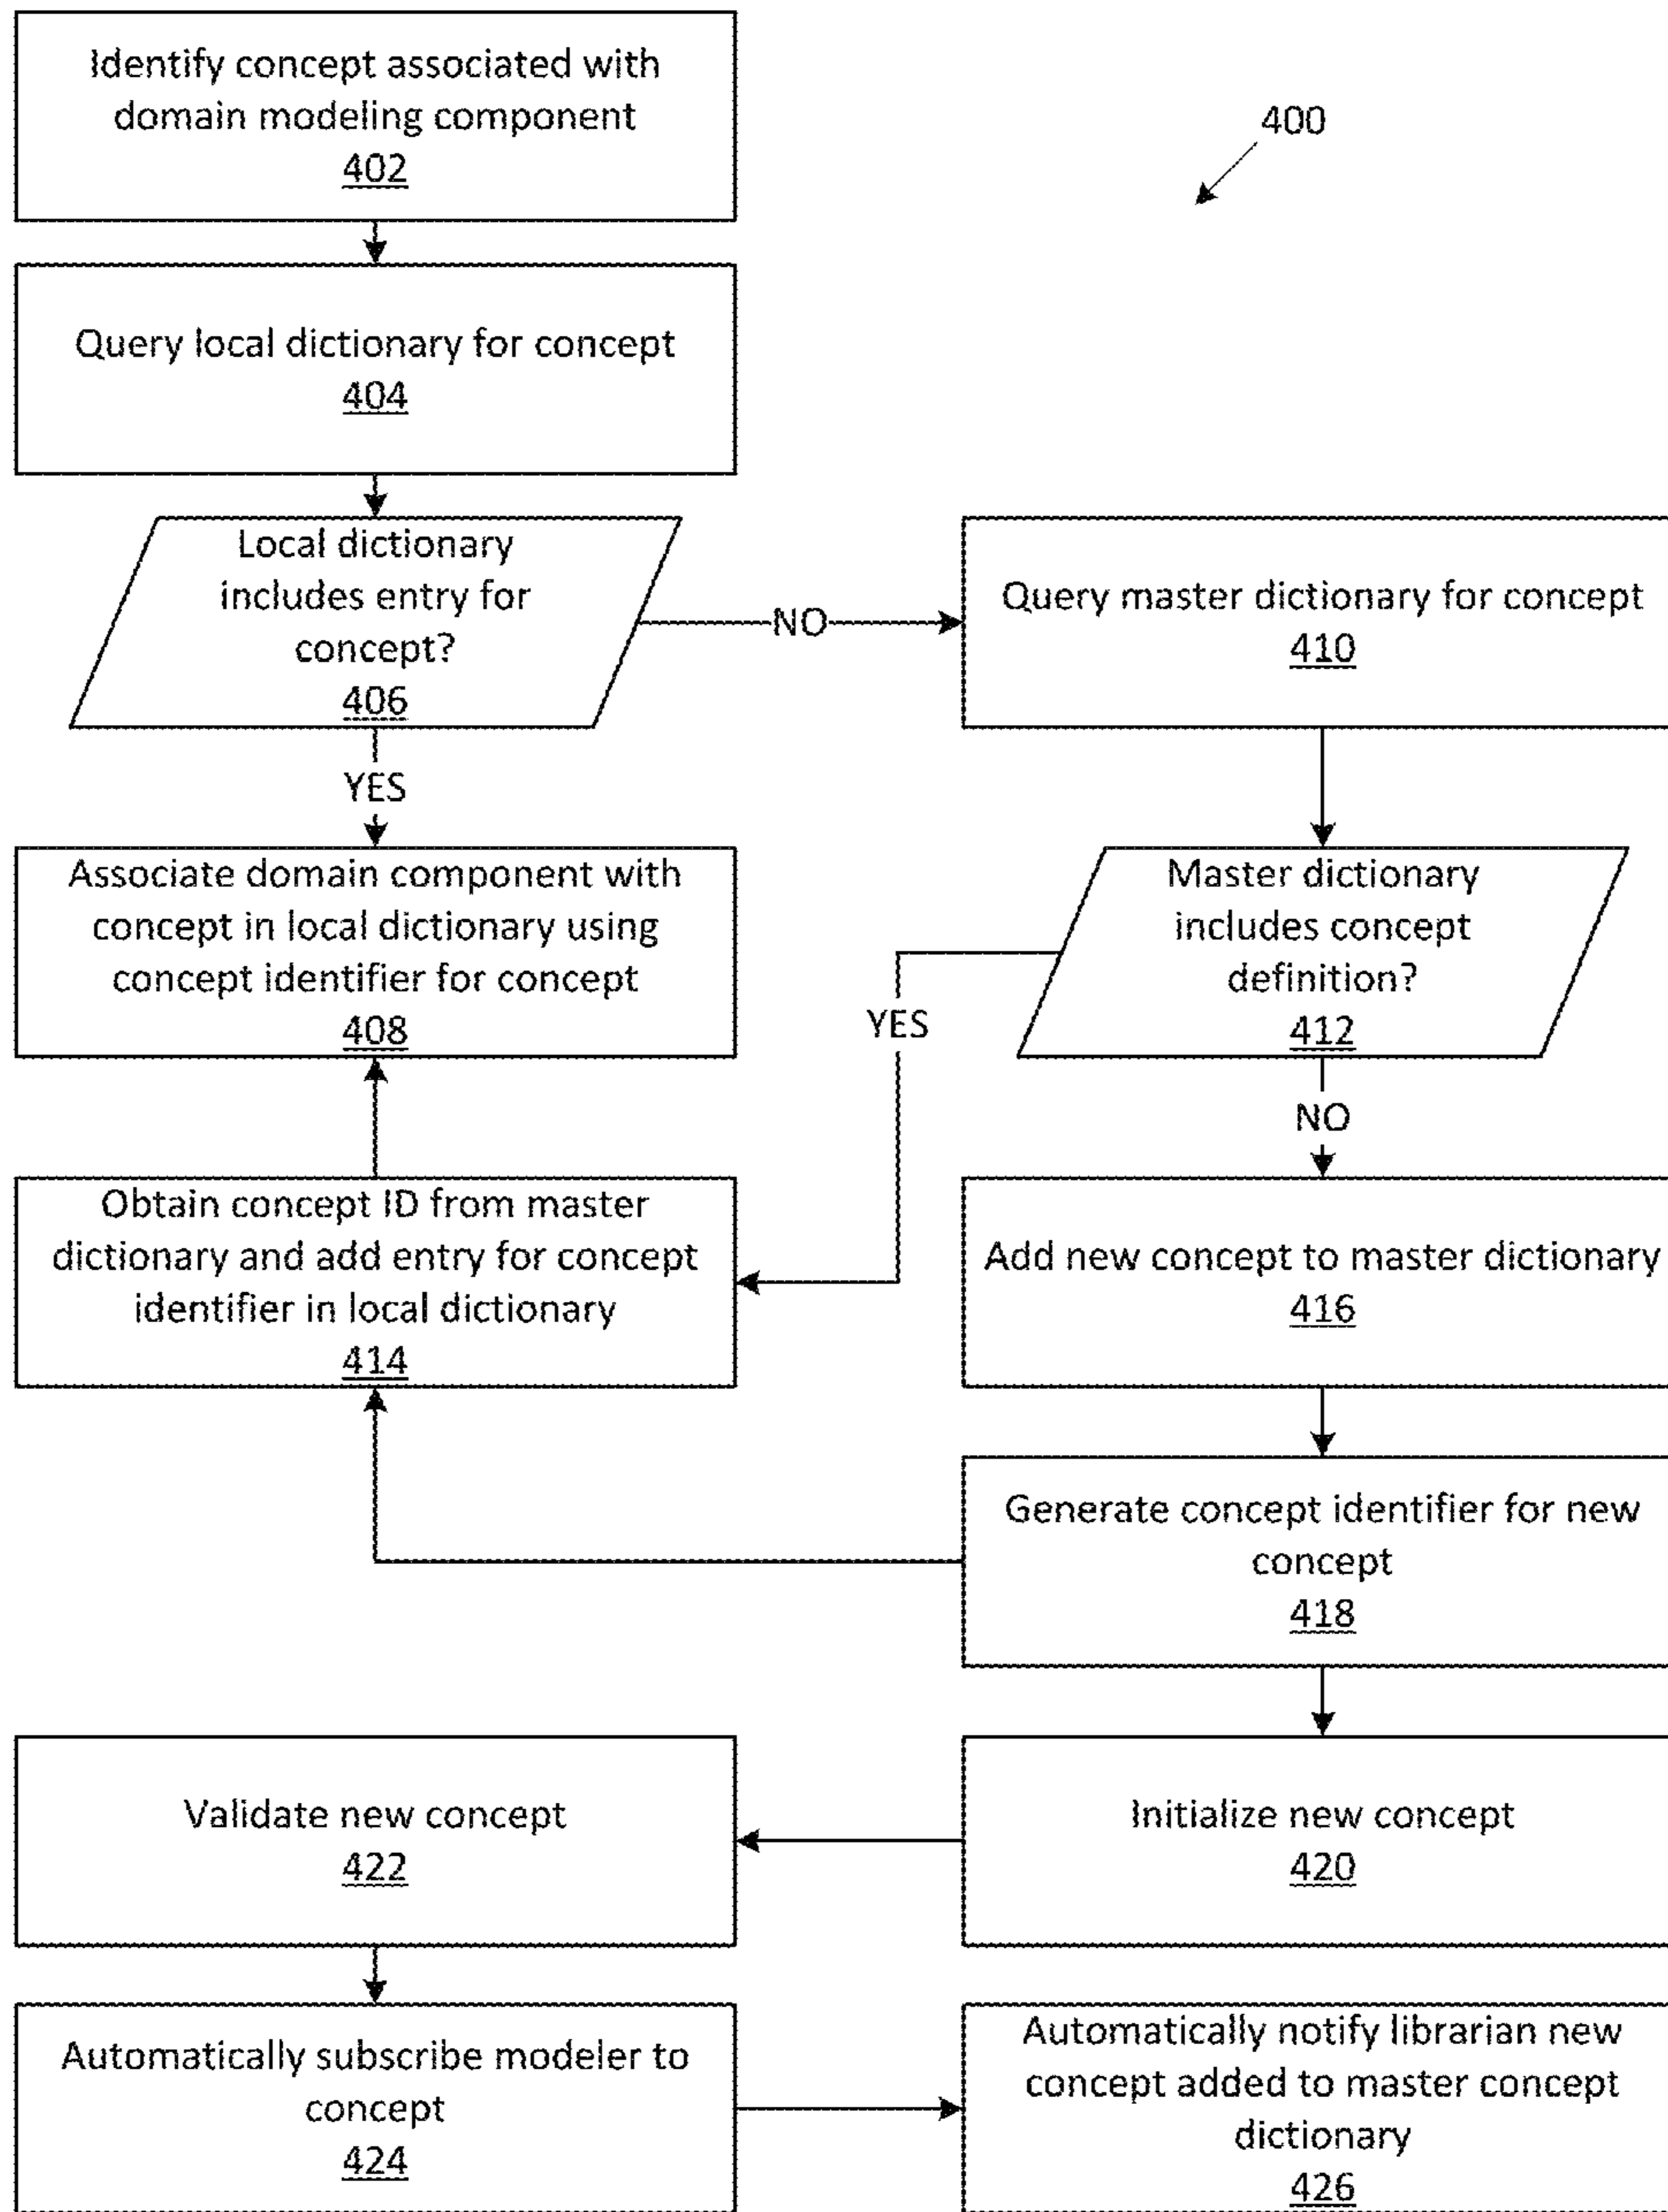 Identify concept associated with
domain modeling component
402
400
Query local dictionary for concept
404
Local dictionary
includes entry for
concept?
406
NO
Query master dictionary for concept
410
YES
Associate domain component with
concept in local dictionary using
concept identifier for concept
408
Master dictionary
includes concept
definition?
412
YES
NO
Obtain concept ID from master
dictionary and add entry for concept
identifier in local dictionary
414
Add new concept to master dictionary
416
Generate concept identifier for new
concept
418
Initialize new concept
420
Validate new concept
422
Automatically subscribe modeler to
concept
424
Automatically notify librarian new
concept added to master concept
dictionary
426